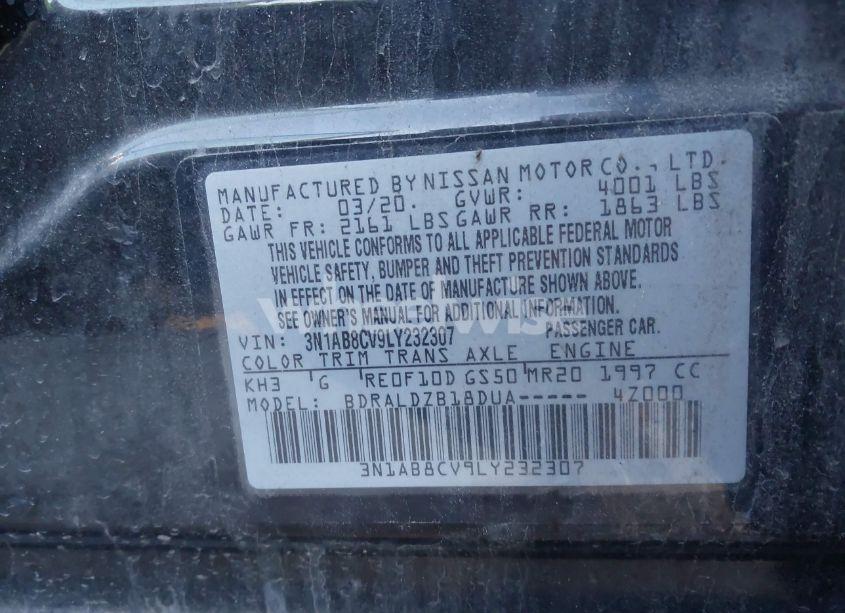 MANUFACTURED BY NISSAN MOTOR CO., LTD.
DATE: 03/20. GVWR: 4001 LBS
GAWR FR: 2161 LBS GAWR RR: 1863 LBS
THIS VEHICLE CONFORMS TO ALL APPLICABLE FEDERAL MOTOR
VEHICLE SAFETY, BUMPER AND THEFT PREVENTION STANDARDS
IN EFFECT ON THE DATE OF MANUFACTURE SHOWN ABOVE.
SEE OWNER'S MANUAL FOR ADDITIONAL INFORMATION.
VIN: 3N1AB8CV9LY232307 PASSENGER CAR.
COLOR TRIM TRANS AXLE ENGINE
KH3 G RE0F10D GS50 MR20 1997 CC
MODEL: BDRALDZB18DUA----- 4Z000
3N1AB8CV9LY232307